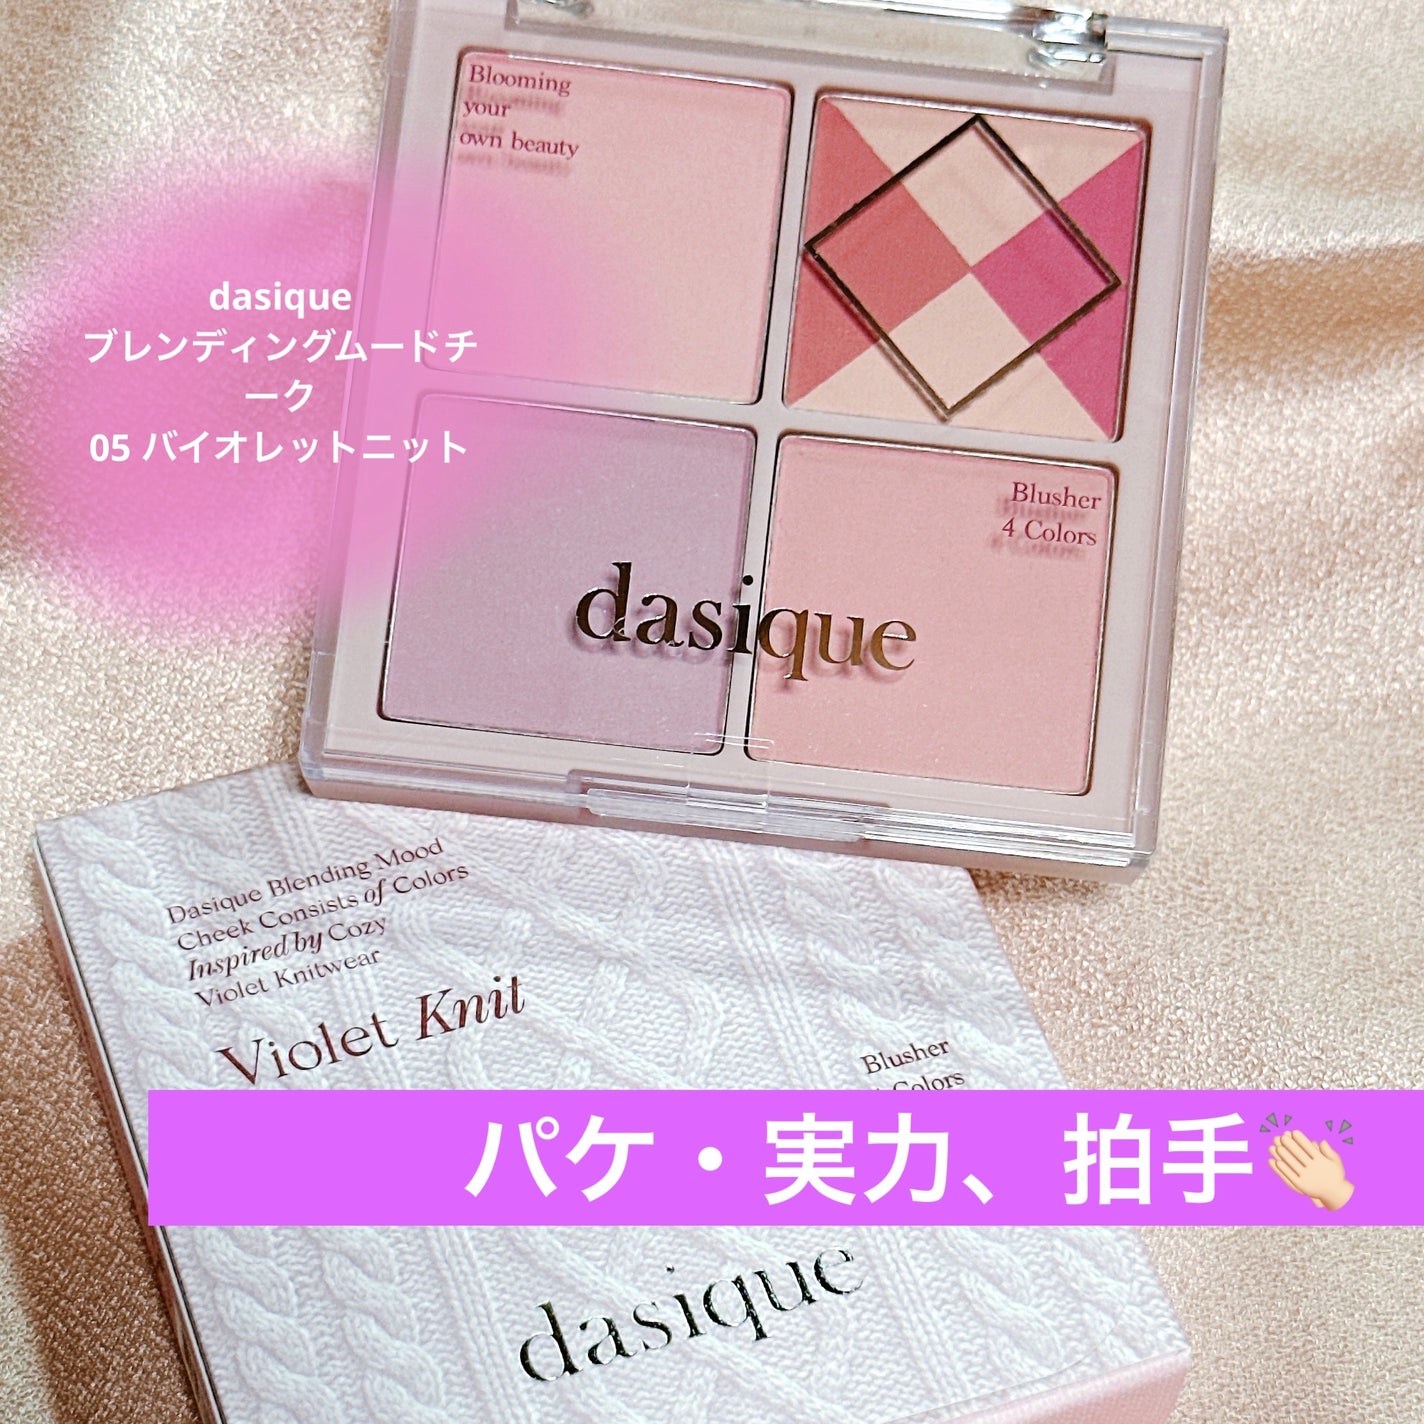 Blooming
your
own beauty
dasique
ブレンディングムードチ
ーク
05 バイオレットニット
Blusher
4 Colors
dasique
Dasique Blending Mood
Cheek Consists of Colors
Inspired by Cozy
Violet Knitwear
Violet Knit
Blusher
Colors
パケ・実力、拍手👏🏻
dasique